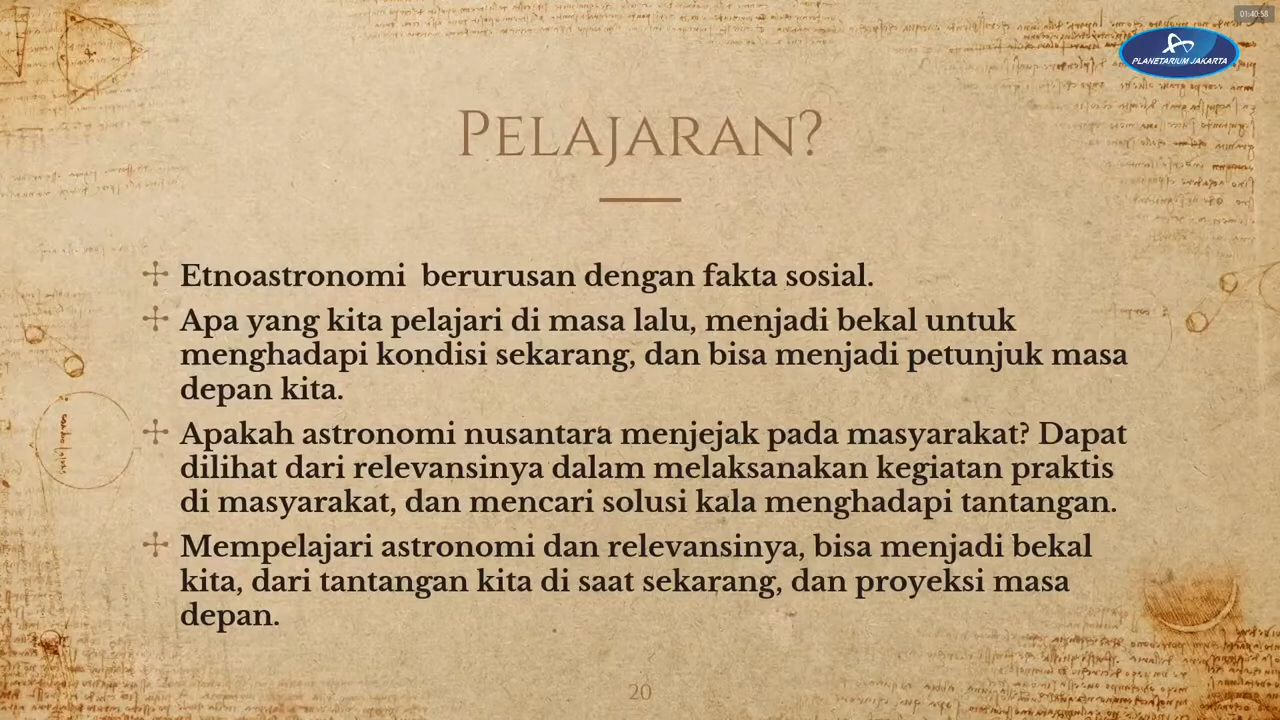 01:40:58
PLANETARIUM JAKARTA
PELAJARAN?
Etnoastronomi berurusan dengan fakta sosial.
Apa yang kita pelajari di masa lalu, menjadi bekal untuk
menghadapi kondisi sekarang, dan bisa menjadi petunjuk masa
depan kita.
Apakah astronomi nusantara menjejak pada masyarakat? Dapat
dilihat dari relevansinya dalam melaksanakan kegiatan praktis
di masyarakat, dan mencari solusi kala menghadapi tantangan.
Mempelajari astronomi dan relevansinya, bisa menjadi bekal
kita, dari tantangan kita di saat sekarang, dan proyeksi masa
depan.
20